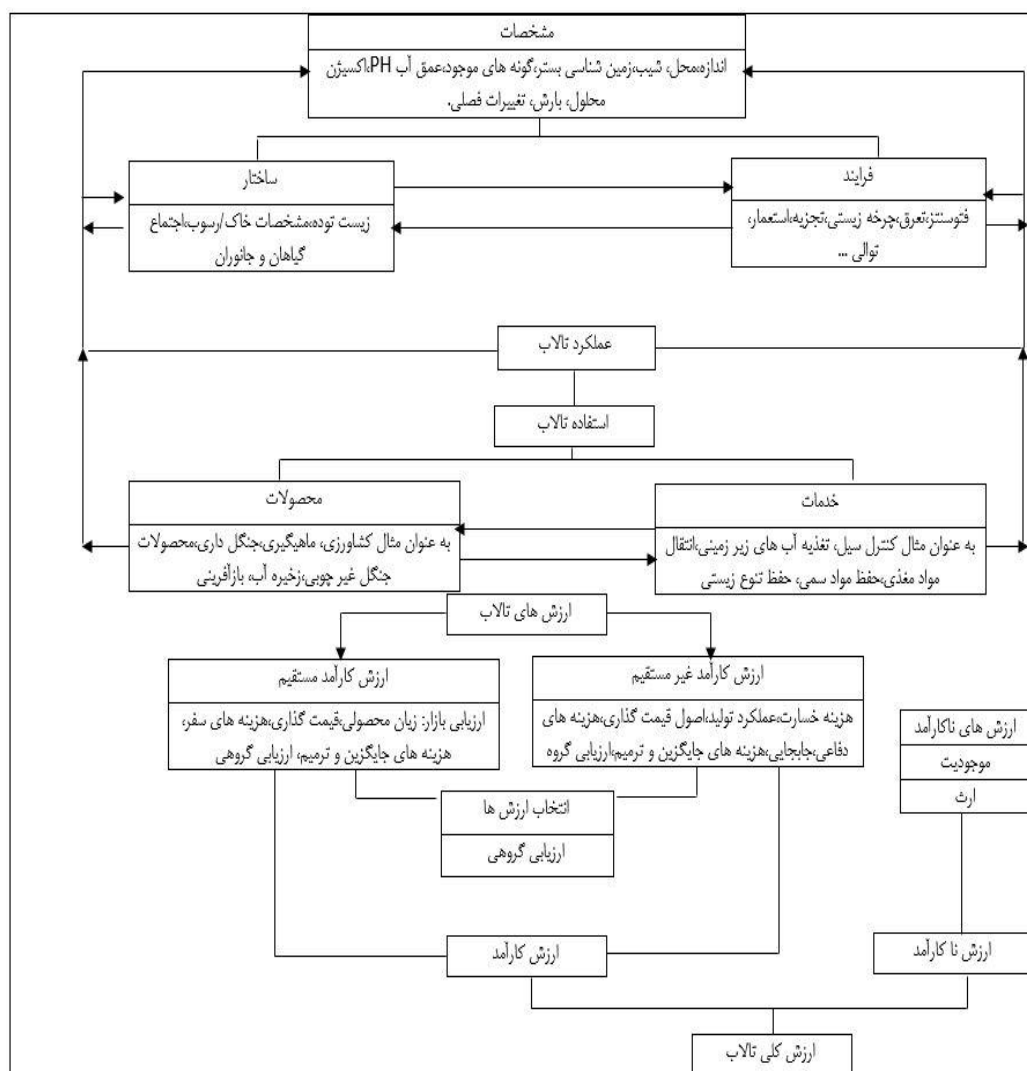 مشخصات
اندازه،محل، شیب،زمین شناسی بستر،گونه های موجود،عمق آب PH،اکسیژن
محلول، بارش، تغییرات فصلی.
فرایند
فتوسنتز،تعرق،چرخه زیستی،تجزیه،استعمار،
توالی ...
ساختار
زیست توده،مشخصات خاک/رسوب،اجتماع
گیاهان و جانوران
عملکرد تالاب
استفاده تالاب
خدمات
به عنوان مثال کنترل سیل، تغذیه آب های زیر زمینی،انتقال
مواد مغذی،حفظ مواد سمی، حفظ تنوع زیستی
محصولات
به عنوان مثال کشاورزی، ماهیگیری،جنگل داری،محصولات
جنگل غیر چوبی،زخیره آب، بازآفرینی
ارزش های تالاب
ارزش کارآمد غیر مستقیم
هزینه خسارت،عملکرد تولید،اصول قیمت گذاری،هزینه های
دفاعی،جابجایی،هزینه های جایگزین و ترمیم،ارزیابی گروه
ارزش کارآمد مستقیم
ارزیابی بازار: زیان محصولی،قیمت گذاری،هزینه های سفر،
هزینه های جایگزین و ترمیم، ارزیابی گروهی
ارزش های ناکارآمد
موجودیت
ارث
انتخاب ارزش ها
ارزیابی گروهی
ارزش نا کارآمد
ارزش کارآمد
ارزش کلی تالاب